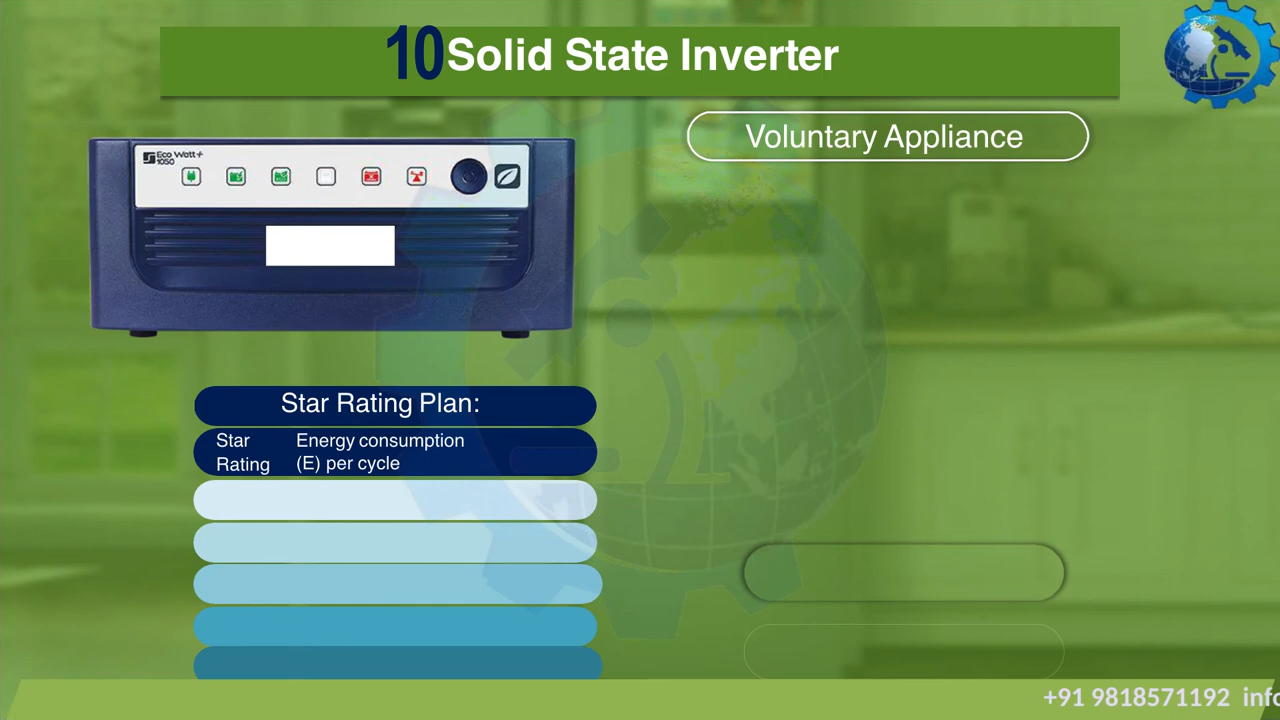 10 Solid State Inverter
Voluntary Appliance
Eco Watt+
1050
Star Rating Plan:
Star Rating
Energy consumption (E) per cycle
+91 9818571192 info